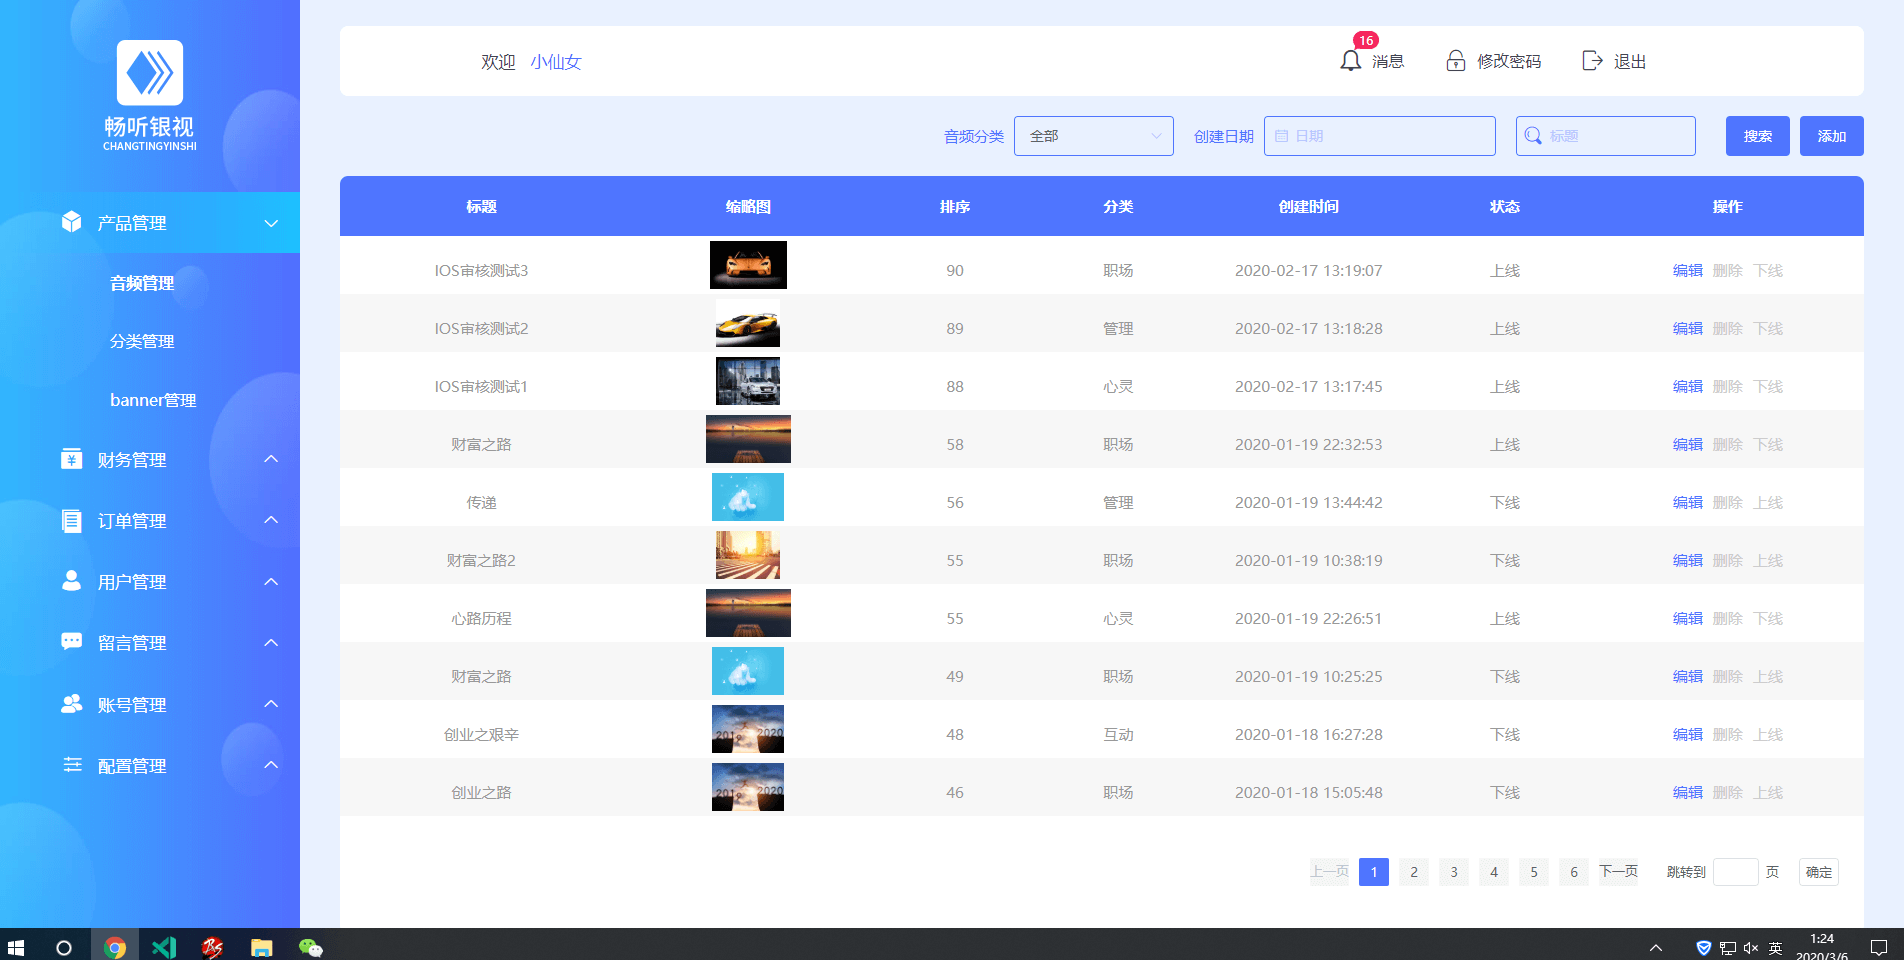 畅听银视
CHANGTINGYINSHI
产品管理
音频管理
分类管理
banner管理
财务管理
订单管理
用户管理
留言管理
账号管理
配置管理
欢迎 小仙女
16
消息 修改密码 退出
音频分类 全部 创建日期 日期 标题 搜索 添加
标题 缩略图 排序 分类 创建时间 状态 操作
IOS审核测试3 90 职场 2020-02-17 13:19:07 上线 编辑 删除 下线
IOS审核测试2 89 管理 2020-02-17 13:18:28 上线 编辑 删除 下线
IOS审核测试1 88 心灵 2020-02-17 13:17:45 上线 编辑 删除 下线
财富之路 58 职场 2020-01-19 22:32:53 上线 编辑 删除 下线
传递 56 管理 2020-01-19 13:44:42 下线 编辑 删除 上线
财富之路2 55 职场 2020-01-19 10:38:19 下线 编辑 删除 上线
心路历程 55 心灵 2020-01-19 22:26:51 上线 编辑 删除 下线
财富之路 49 职场 2020-01-19 10:25:25 下线 编辑 删除 上线
创业之艰辛 2019 2020 48 互动 2020-01-18 16:27:28 下线 编辑 删除 上线
创业之路 2019 2020 46 职场 2020-01-18 15:05:48 下线 编辑 删除 上线
上一页 1 2 3 4 5 6 下一页 跳转到 页 确定
英 1:24
2020/3/6